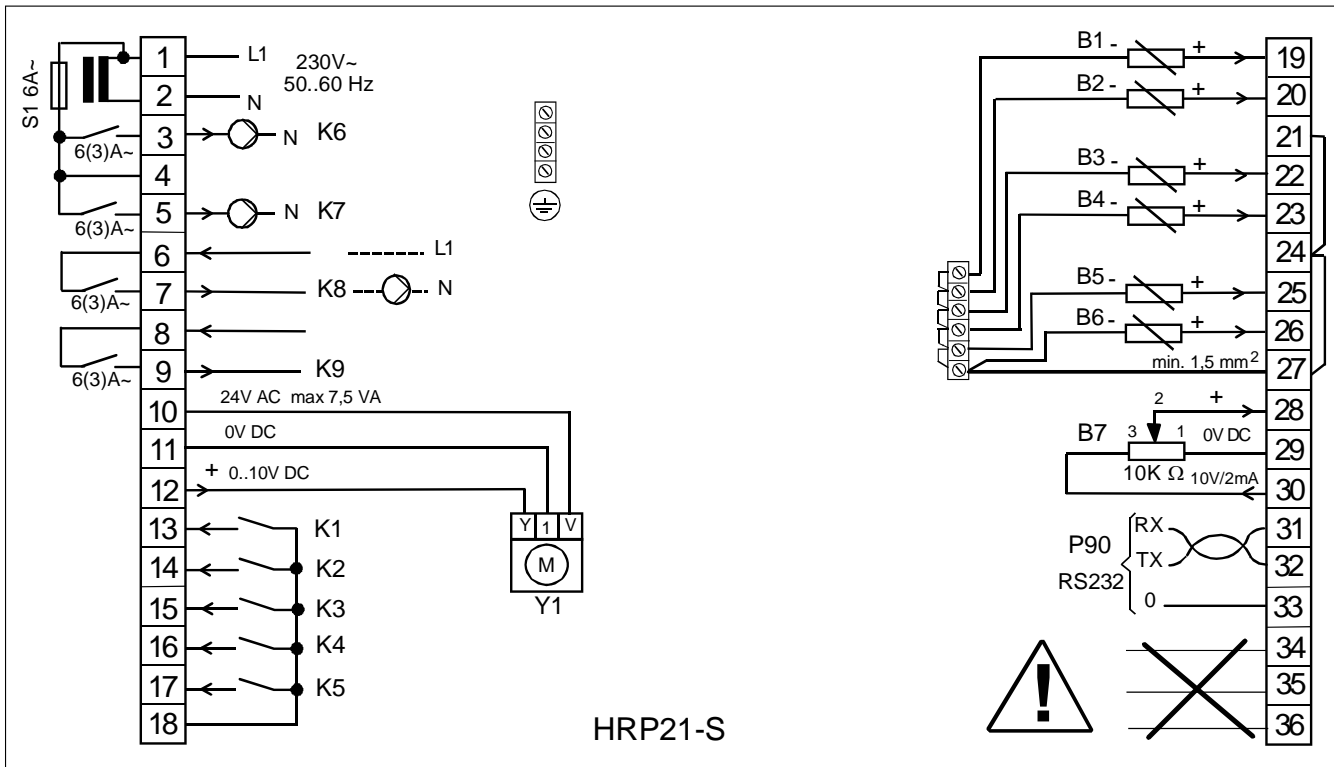 S1 6A~
1
L1
230V~
50..60 Hz
2
N
3
6(3)A~
N
K6
4
5
6(3)A~
N
K7
6
L1
7
6(3)A~
K8
N
8
9
6(3)A~
K9
10
24V AC max 7,5 VA
11
0V DC
12
+ 0..10V DC
13
K1
14
K2
15
K3
16
K4
17
K5
18
Y 1 V
M
Y1
HRP21-S
B1 - +
19
B2 - +
20
21
B3 - +
22
B4 - +
23
24
B5 - +
25
B6 - +
26
min. 1,5 mm²
27
2 +
28
B7 3 1 0V DC
29
10K Ω 10V/2mA
30
P90
RS232
RX
31
TX
32
0
33
!
34
35
36